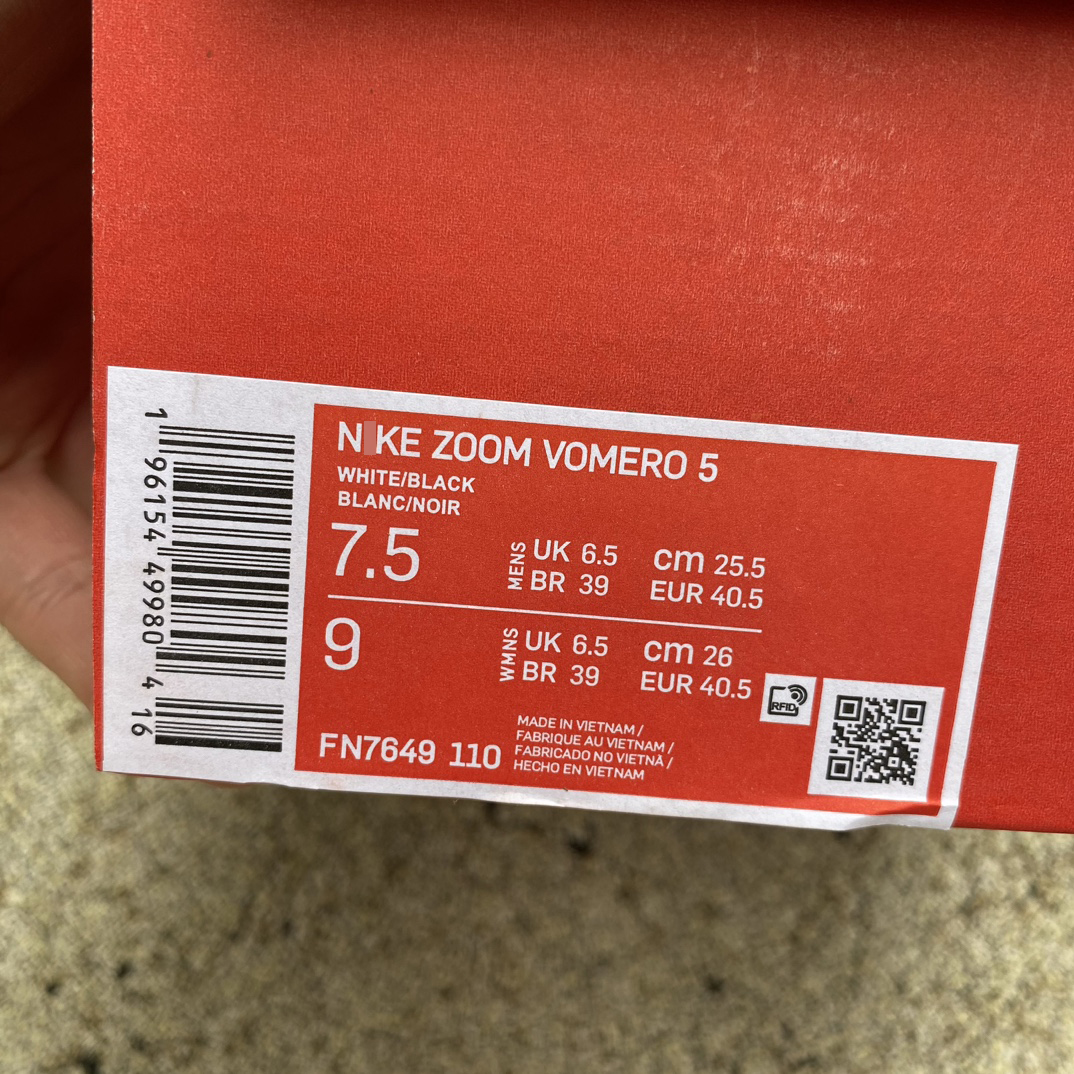 NIKE ZOOM VOMERO 5
WHITE/BLACK
BLANC/NOIR
7.5
MENS
UK 6.5 cm 25.5
BR 39 EUR 40.5
9
WMNS
UK 6.5 cm 26
BR 39 EUR 40.5
RFID
FN7649 110
MADE IN VIETNAM /
FABRIQUE AU VIETNAM /
FABRICADO NO VIETNÃ /
HECHO EN VIETNAM
1 96154 49980 4 16